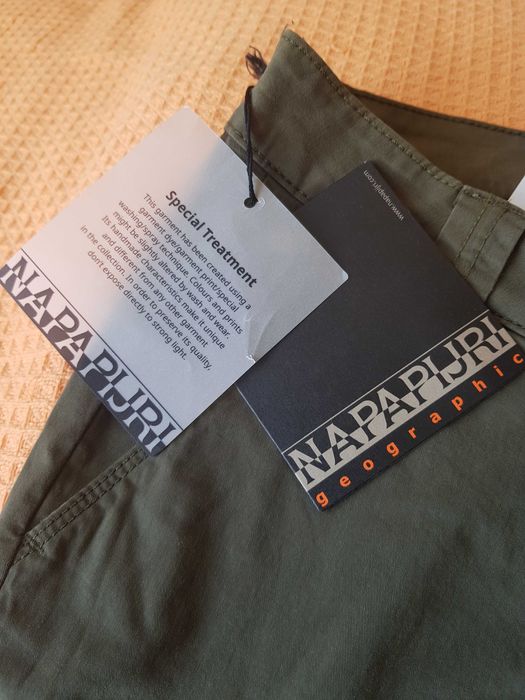 Special Treatment
This garment has been created using a
garment dye/garment print/special
washing/spray technique. Colours and prints
might be slightly altered by wash and wear.
Its handmade characteristics make it unique
and different from any other garment
in the collection. In order to preserve its quality,
don't expose directly to strong light.
NAPAPIJRI
www.napapijri.com
NAPAPIJRI
geographic